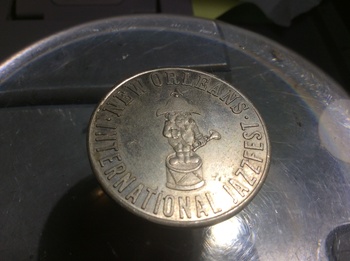 ·NEW ORLEANS·
INTERNATIONAL JAZZFEST